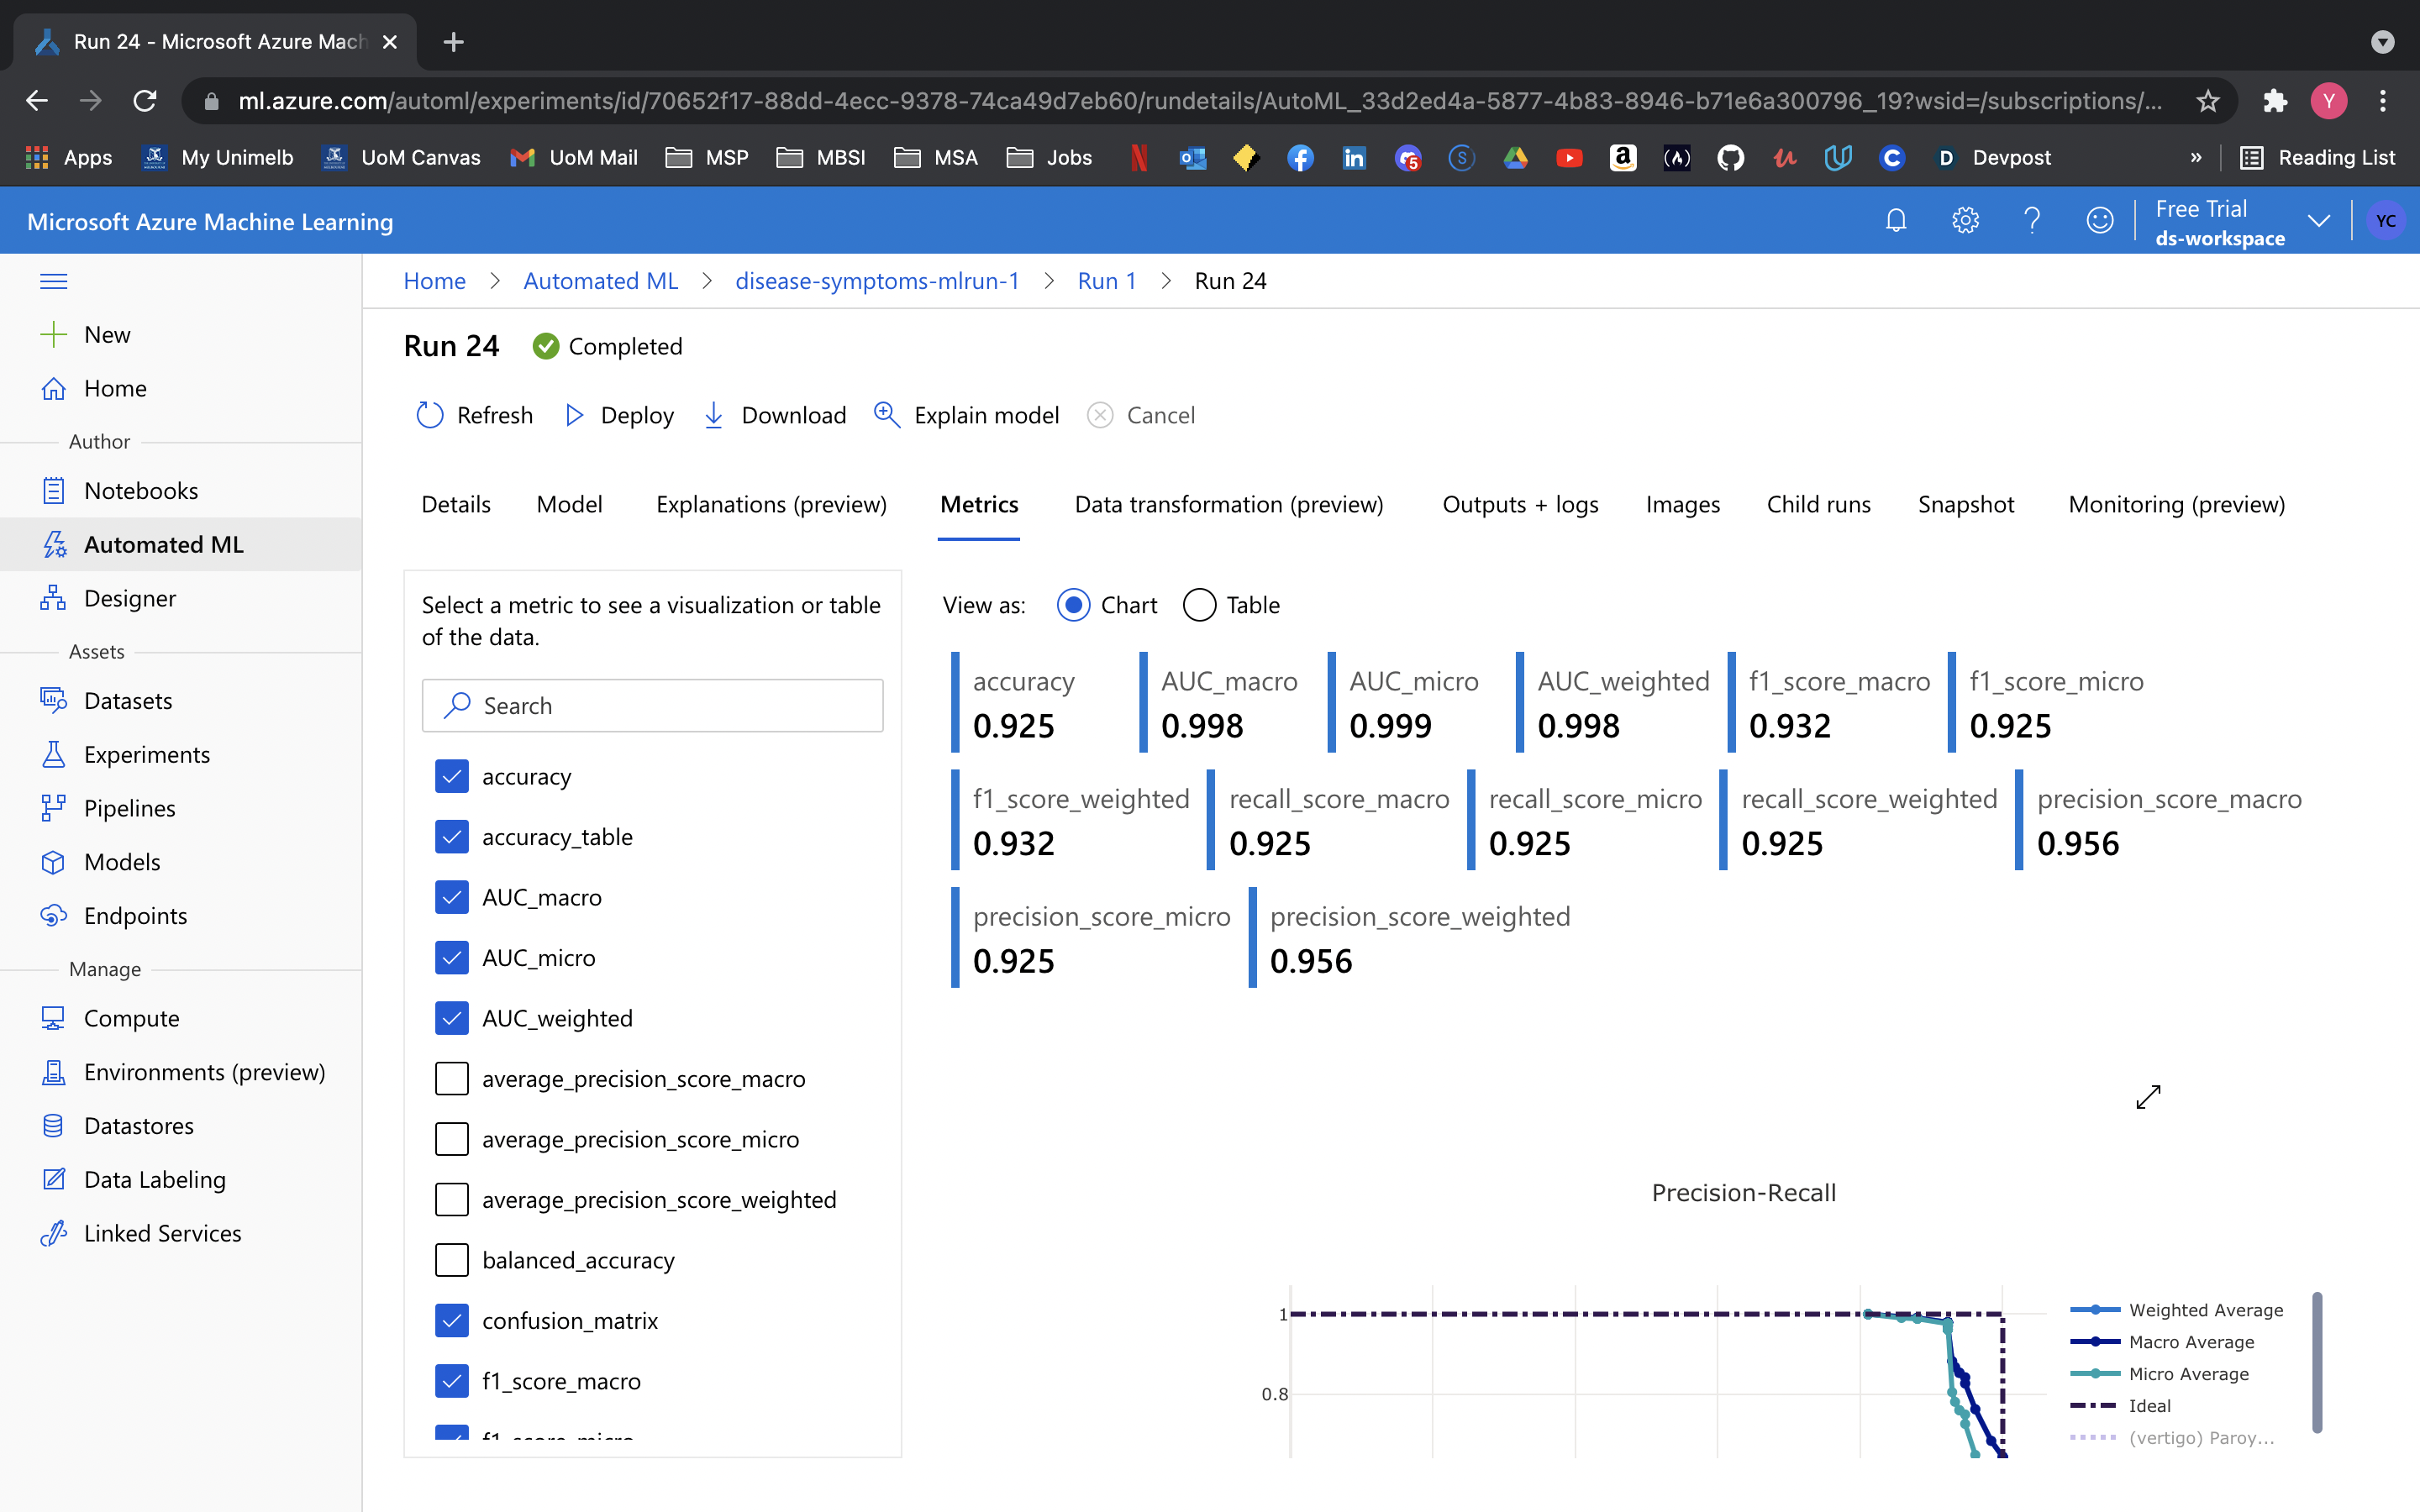 Run 24 - Microsoft Azure Mach
ml.azure.com/automl/experiments/id/70652f17-88dd-4ecc-9378-74ca49d7eb60/rundetails/AutoML_33d2ed4a-5877-4b83-8946-b71e6a300796_19?wsid=/subscriptions/...
Y
Apps My Unimelb UoM Canvas UoM Mail MSP MBSI MSA Jobs Devpost » Reading List
Microsoft Azure Machine Learning
Free Trial
ds-workspace
YC
Home > Automated ML > disease-symptoms-mlrun-1 > Run 1 > Run 24
New
Home
Author
Notebooks
Automated ML
Designer
Assets
Datasets
Experiments
Pipelines
Models
Endpoints
Manage
Compute
Environments (preview)
Datastores
Data Labeling
Linked Services
Run 24 Completed
Refresh Deploy Download Explain model Cancel
Details Model Explanations (preview) Metrics Data transformation (preview) Outputs + logs Images Child runs Snapshot Monitoring (preview)
Select a metric to see a visualization or table
of the data.
Search
accuracy
accuracy_table
AUC_macro
AUC_micro
AUC_weighted
average_precision_score_macro
average_precision_score_micro
average_precision_score_weighted
balanced_accuracy
confusion_matrix
f1_score_macro
f1_score_micro
View as: Chart Table
accuracy AUC_macro AUC_micro AUC_weighted f1_score_macro f1_score_micro
0.925 0.998 0.999 0.998 0.932 0.925
f1_score_weighted recall_score_macro recall_score_micro recall_score_weighted precision_score_macro
0.932 0.925 0.925 0.925 0.956
precision_score_micro precision_score_weighted
0.925 0.956
Precision-Recall
1
0.8
Weighted Average
Macro Average
Micro Average
Ideal
(vertigo) Paroy...